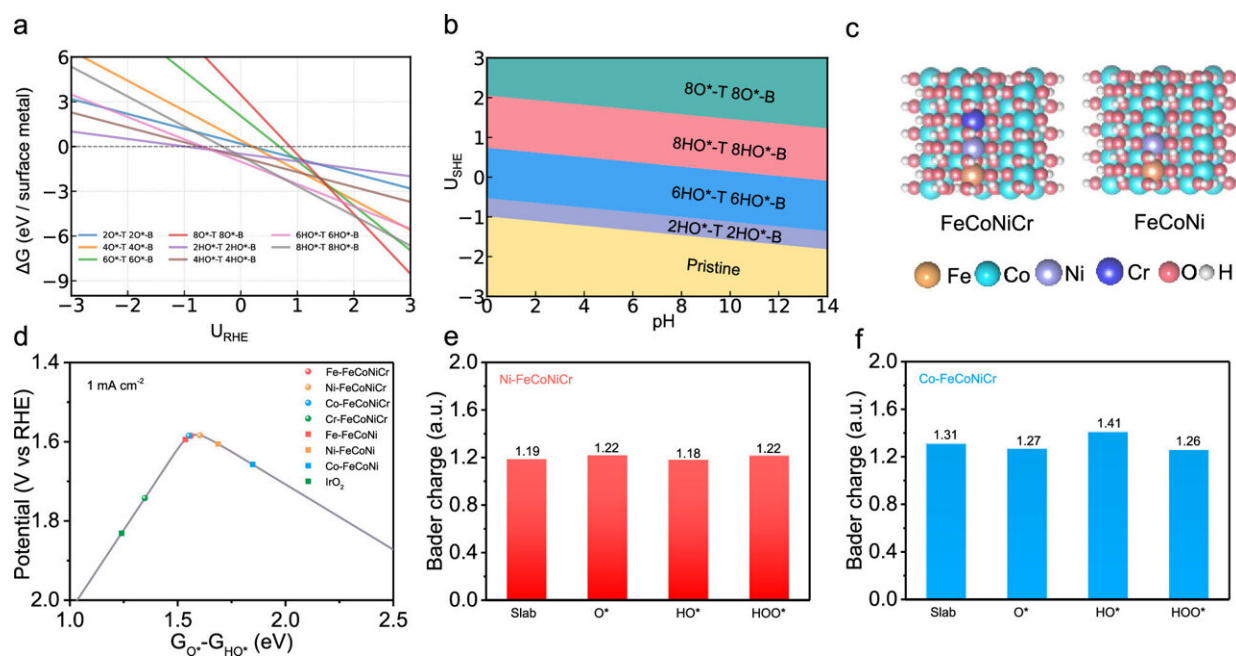 a
6
3
0
−3
−6
−9
−3 −2 −1 0 1 2 3
ΔG (eV / surface metal)
U_RHE
2O*-T 2O*-B
4O*-T 4O*-B
6O*-T 6O*-B
8O*-T 8O*-B
2HO*-T 2HO*-B
4HO*-T 4HO*-B
6HO*-T 6HO*-B
8HO*-T 8HO*-B
b
3
2
1
0
−1
−2
−3
0 2 4 6 8 10 12 14
U_SHE
pH
8O*-T 8O*-B
8HO*-T 8HO*-B
6HO*-T 6HO*-B
2HO*-T 2HO*-B
Pristine
c
FeCoNiCr FeCoNi
Fe Co Ni Cr O H
d
1.4
1.6
1.8
2.0
1.0 1.5 2.0 2.5
Potential (V vs RHE)
G_O*-G_HO* (eV)
1 mA cm⁻²
Fe-FeCoNiCr
Ni-FeCoNiCr
Co-FeCoNiCr
Cr-FeCoNiCr
Fe-FeCoNi
Ni-FeCoNi
Co-FeCoNi
IrO₂
e
2.0
1.6
1.2
0.8
0.4
0.0
Bader charge (a.u.)
Ni-FeCoNiCr
1.19 1.22 1.18 1.22
Slab O* HO* HOO*
f
2.0
1.6
1.2
0.8
0.4
0.0
Bader charge (a.u.)
Co-FeCoNiCr
1.31 1.27 1.41 1.26
Slab O* HO* HOO*